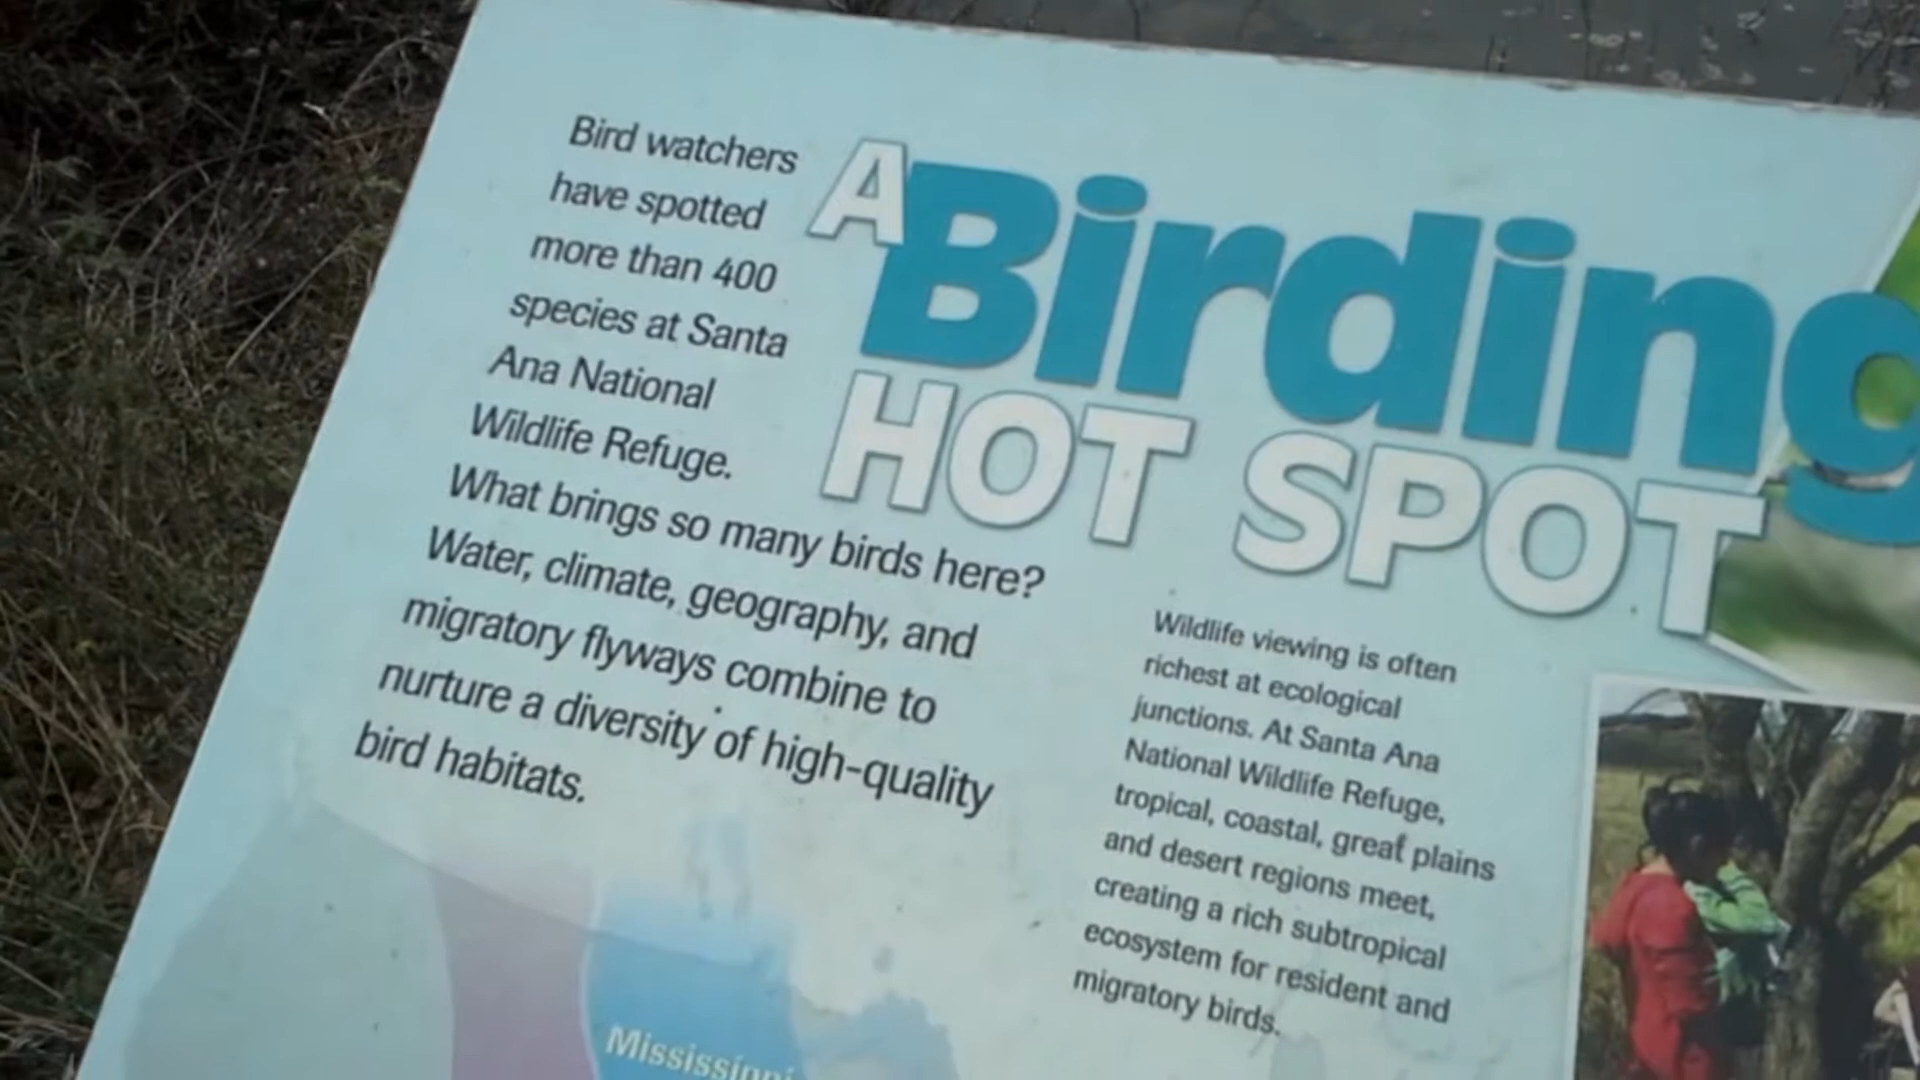 A Birding
HOT SPOT
Bird watchers
have spotted
more than 400
species at Santa
Ana National
Wildlife Refuge.
What brings so many birds here?
Water, climate, geography, and
migratory flyways combine to
nurture a diversity of high-quality
bird habitats.
Wildlife viewing is often
richest at ecological
junctions. At Santa Ana
National Wildlife Refuge,
tropical, coastal, great plains
and desert regions meet,
creating a rich subtropical
ecosystem for resident and
migratory birds.
Mississippi